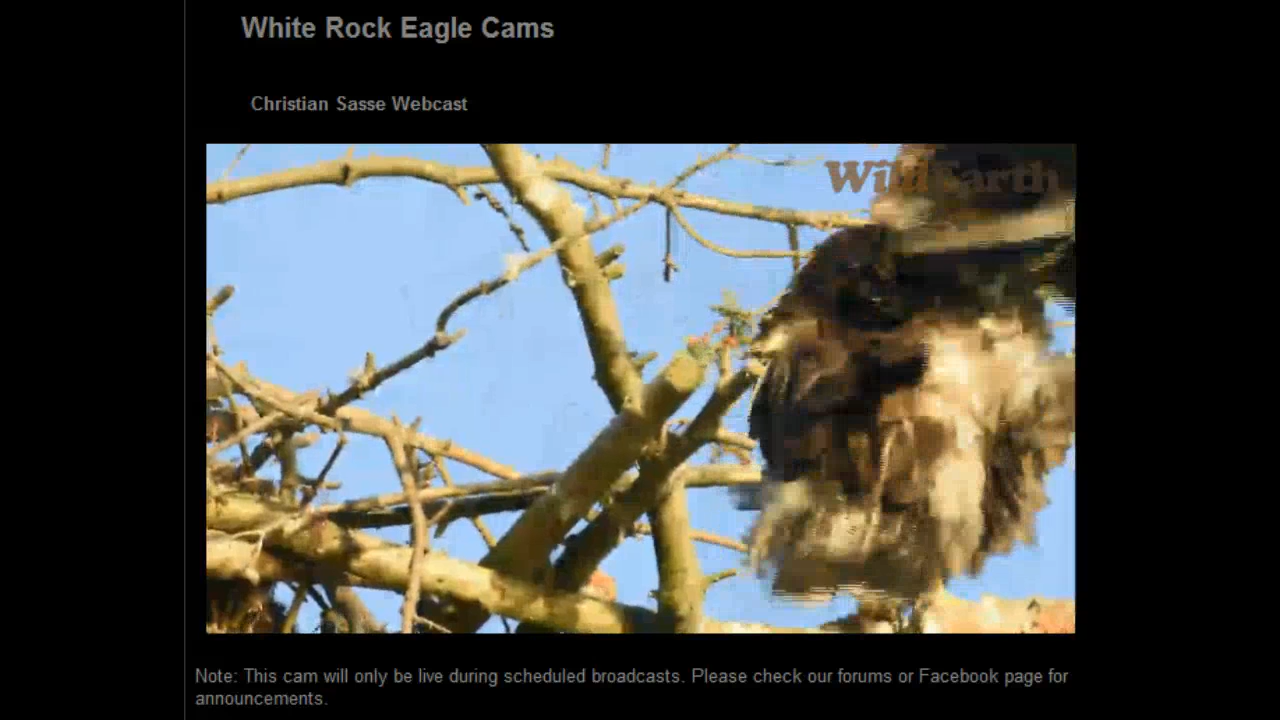 White Rock Eagle Cams
Christian Sasse Webcast
WildEarth
Note: This cam will only be live during scheduled broadcasts. Please check our forums or Facebook page for
announcements.